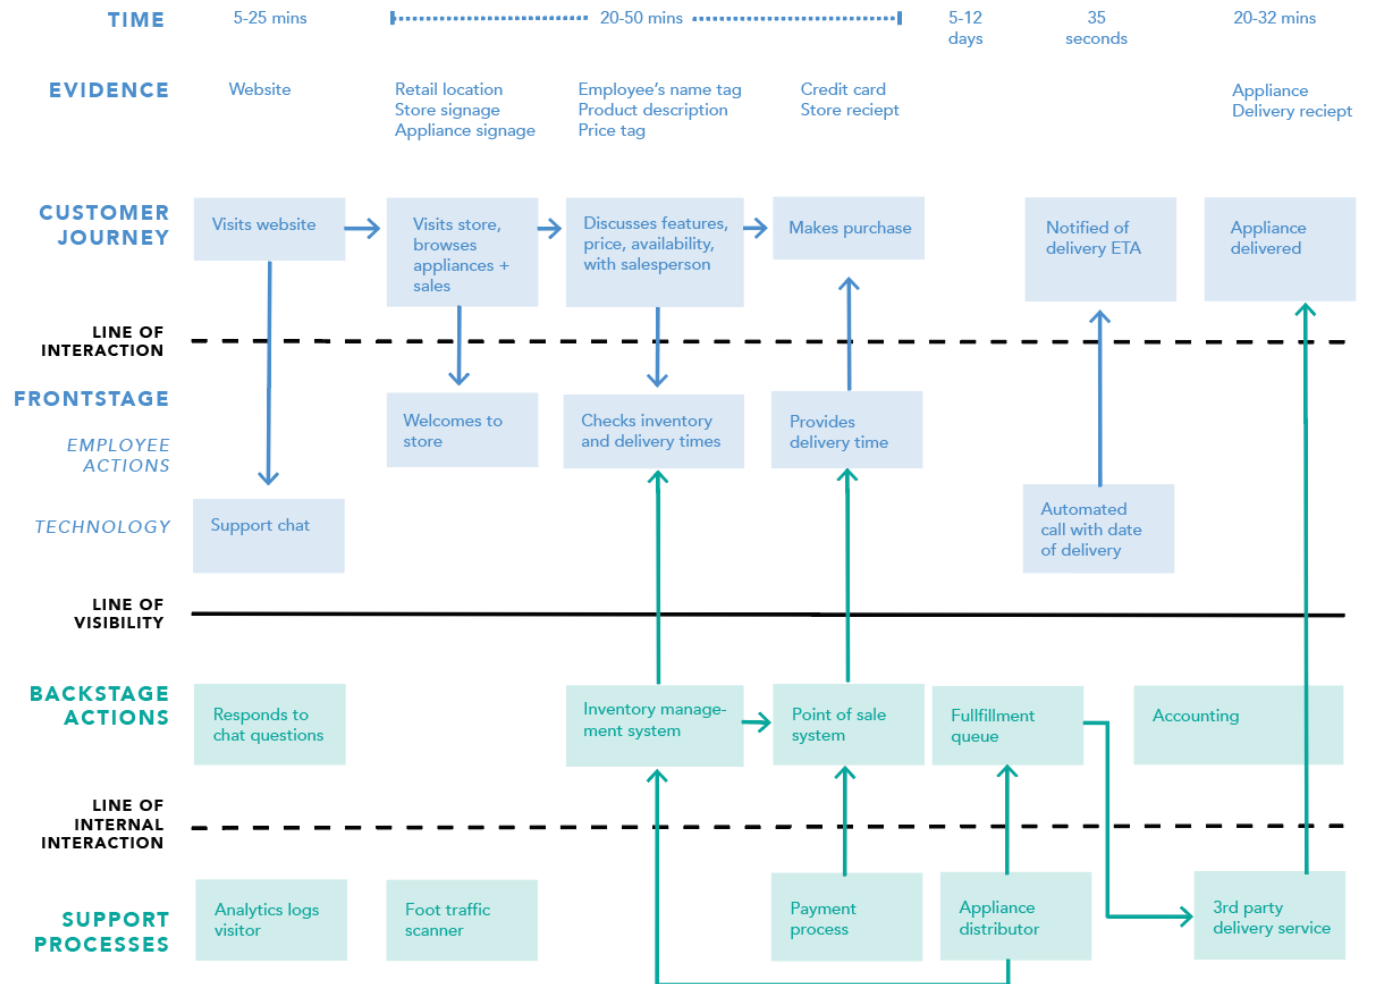 TIME
5-25 mins
20-50 mins
5-12
days
35
seconds
20-32 mins
EVIDENCE
Website
Retail location
Store signage
Appliance signage
Employee's name tag
Product description
Price tag
Credit card
Store reciept
Appliance
Delivery reciept
CUSTOMER
JOURNEY
Visits website
Visits store,
browses
appliances +
sales
Discusses features,
price, availability,
with salesperson
Makes purchase
Notified of
delivery ETA
Appliance
delivered
LINE OF
INTERACTION
FRONTSTAGE
EMPLOYEE
ACTIONS
Welcomes to
store
Checks inventory
and delivery times
Provides
delivery time
TECHNOLOGY
Support chat
Automated
call with date
of delivery
LINE OF
VISIBILITY
BACKSTAGE
ACTIONS
Responds to
chat questions
Inventory manage-
ment system
Point of sale
system
Fullfillment
queue
Accounting
LINE OF
INTERNAL
INTERACTION
SUPPORT
PROCESSES
Analytics logs
visitor
Foot traffic
scanner
Payment
process
Appliance
distributor
3rd party
delivery service